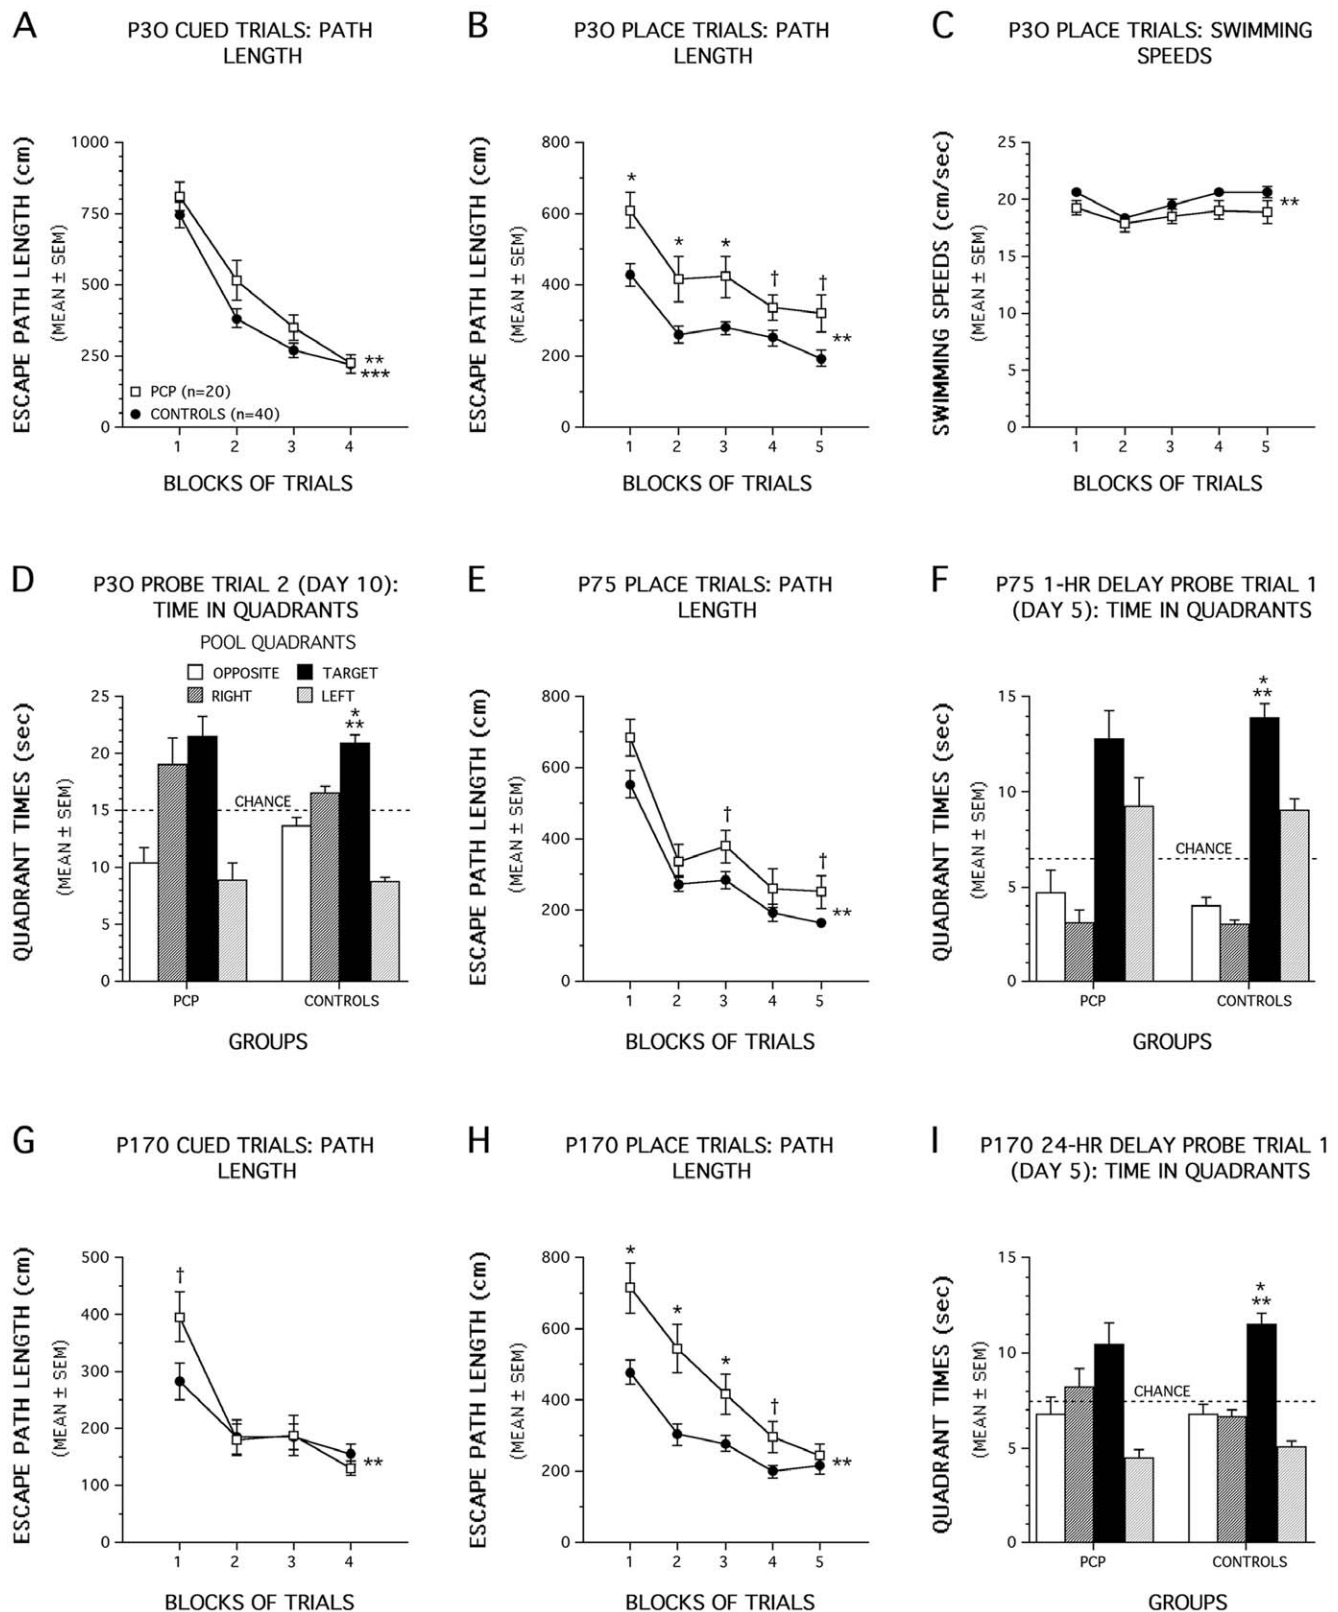 A
P30 CUED TRIALS: PATH
LENGTH
ESCAPE PATH LENGTH (cm)
(MEAN ± SEM)
1000
750
500
250
0
**
***
PCP (n=20)
CONTROLS (n=40)
1 2 3 4
BLOCKS OF TRIALS
B
P30 PLACE TRIALS: PATH
LENGTH
ESCAPE PATH LENGTH (cm)
(MEAN ± SEM)
800
600
400
200
0
* * * † †
**
1 2 3 4 5
BLOCKS OF TRIALS
C
P30 PLACE TRIALS: SWIMMING
SPEEDS
SWIMMING SPEEDS (cm/sec)
(MEAN ± SEM)
25
20
15
10
5
0
**
1 2 3 4 5
BLOCKS OF TRIALS
D
P30 PROBE TRIAL 2 (DAY 10):
TIME IN QUADRANTS
POOL QUADRANTS
OPPOSITE TARGET
RIGHT LEFT
QUADRANT TIMES (sec)
(MEAN ± SEM)
25
20
15
10
5
0
*
**
CHANCE
PCP CONTROLS
GROUPS
E
P75 PLACE TRIALS: PATH
LENGTH
ESCAPE PATH LENGTH (cm)
(MEAN ± SEM)
800
600
400
200
0
† †
**
1 2 3 4 5
BLOCKS OF TRIALS
F
P75 1-HR DELAY PROBE TRIAL 1
(DAY 5): TIME IN QUADRANTS
QUADRANT TIMES (sec)
(MEAN ± SEM)
15
10
5
0
*
**
CHANCE
PCP CONTROLS
GROUPS
G
P170 CUED TRIALS: PATH
LENGTH
ESCAPE PATH LENGTH (cm)
(MEAN ± SEM)
500
400
300
200
100
0
†
**
1 2 3 4
BLOCKS OF TRIALS
H
P170 PLACE TRIALS: PATH
LENGTH
ESCAPE PATH LENGTH (cm)
(MEAN ± SEM)
800
600
400
200
0
* * * †
**
1 2 3 4 5
BLOCKS OF TRIALS
I
P170 24-HR DELAY PROBE TRIAL 1
(DAY 5): TIME IN QUADRANTS
QUADRANT TIMES (sec)
(MEAN ± SEM)
15
10
5
0
*
**
CHANCE
PCP CONTROLS
GROUPS